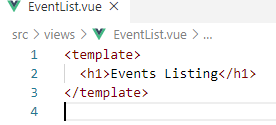 EventList.vue ×
src > views > EventList.vue > ...
1 <template>
2 <h1>Events Listing</h1>
3 </template>
4